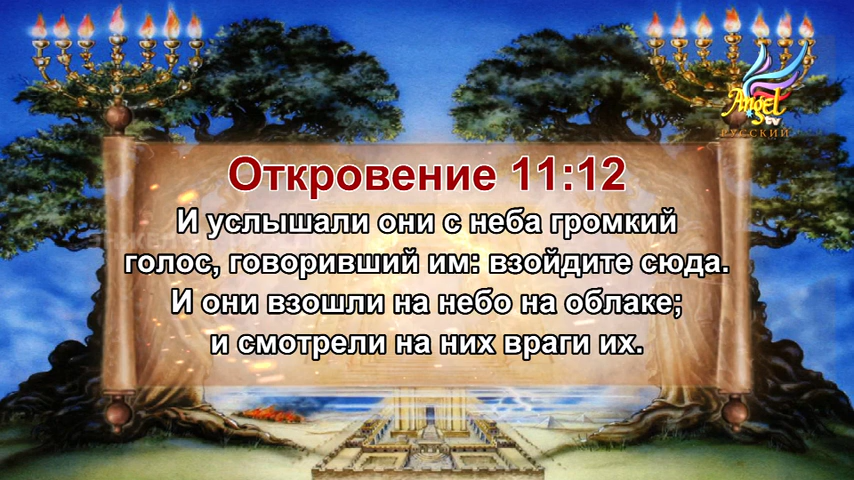 Angel
tv
РУССКИЙ
Откровение 11:12
И услышали они с неба громкий
голос, говоривший им: взойдите сюда.
И они взошли на небо на облаке;
и смотрели на них враги их.